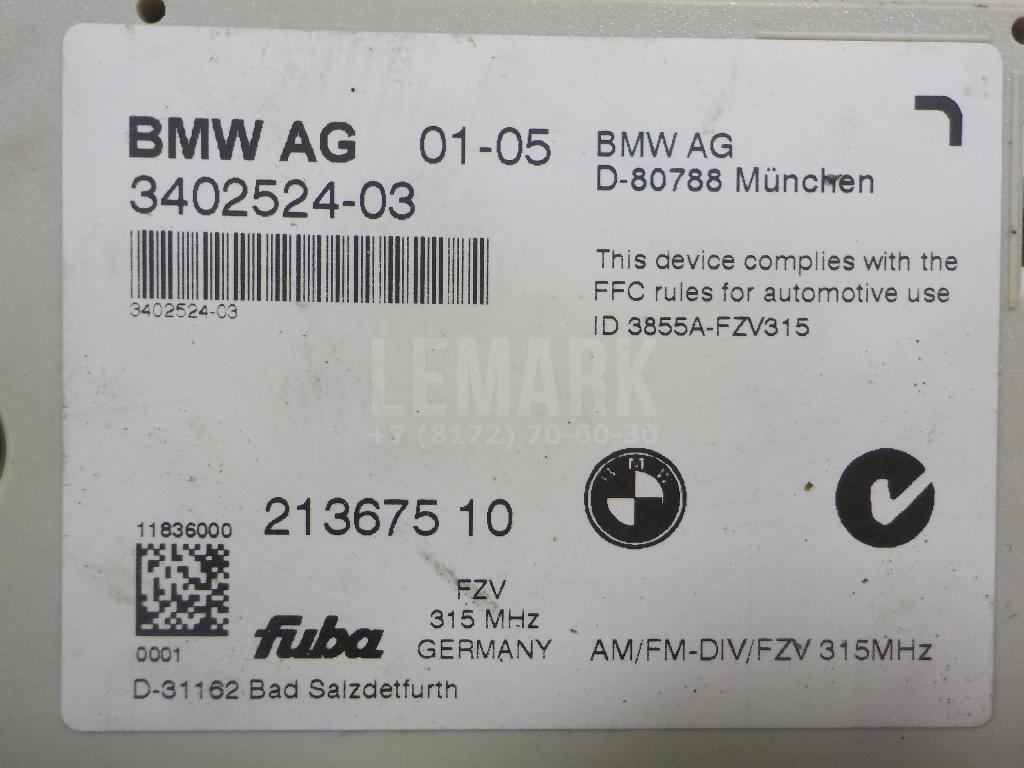 BMW AG 01-05
3402524-03
3402524-03
BMW AG
D-80788 München
This device complies with the
FFC rules for automotive use
ID 3855A-FZV315
LEMARK
+7 (8172) 70-60-30
BMW
11836000
213675 10
0001
fuba
FZV
315 MHz
GERMANY
AM/FM-DIV/FZV 315MHz
D-31162 Bad Salzdetfurth